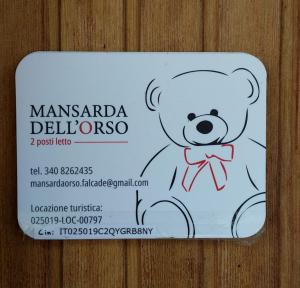 MANSARDA
DELL'ORSO
2 posti letto
tel. 340 8262435
mansardaorso.falcade@gmail.com
Locazione turistica:
025019-LOC-00797
Cin: IT025019C2QYGRB8NY